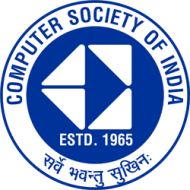 COMPUTER SOCIETY OF INDIA
ESTD. 1965
सर्वे भवन्तु सुखिनः